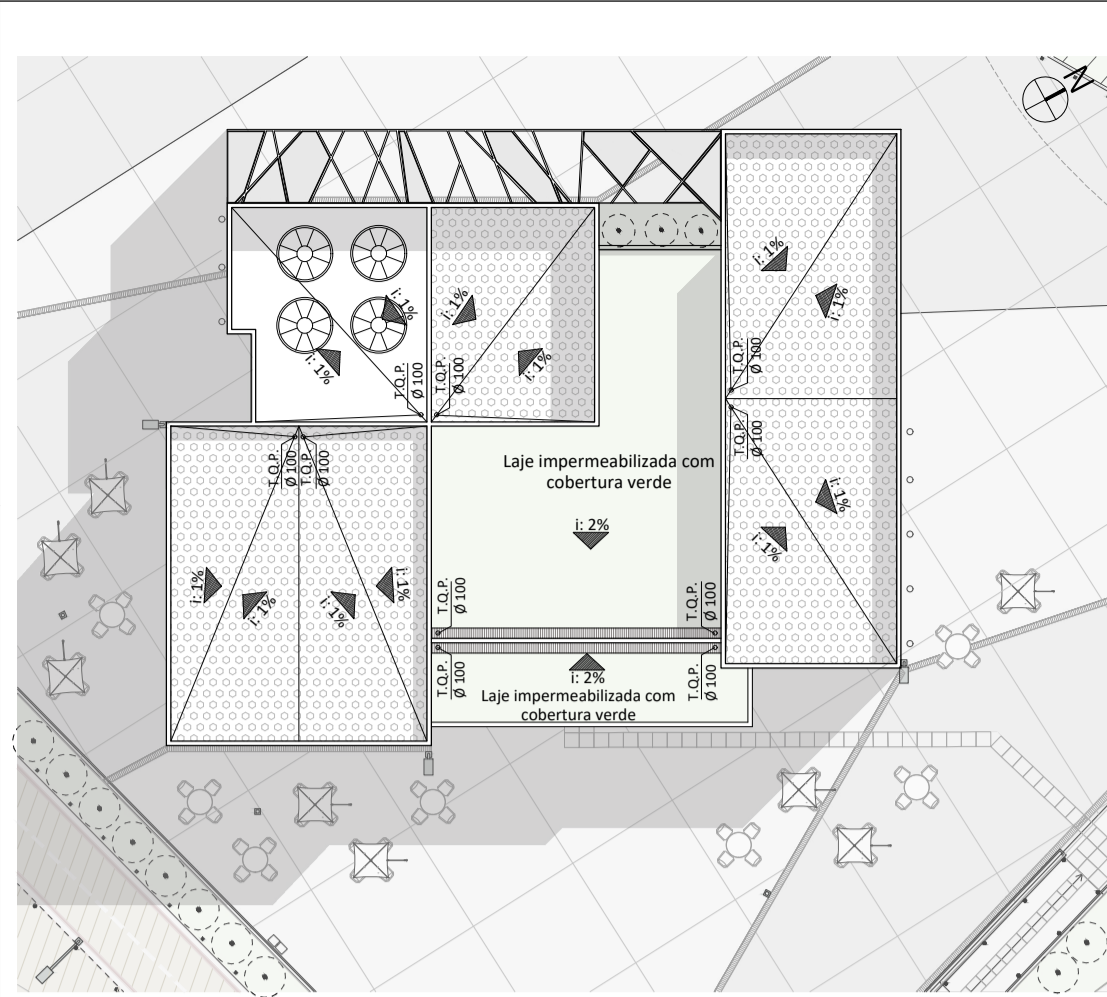 N
i: 1%
i: 1%
i: 1%
i: 1%
i: 1%
i: 1%
T.Q.P.
Ø 100
T.Q.P.
Ø 100
T.Q.P.
Ø 100
T.Q.P.
Ø 100
T.Q.P.
Ø 100
T.Q.P.
Ø 100
Laje impermeabilizada com
cobertura verde
i: 2%
i: 1%
i: 1%
i: 1%
i: 1%
i: 1%
i: 1%
T.Q.P.
Ø 100
T.Q.P.
Ø 100
T.Q.P.
Ø 100
T.Q.P.
Ø 100
i: 2%
Laje impermeabilizada com
cobertura verde